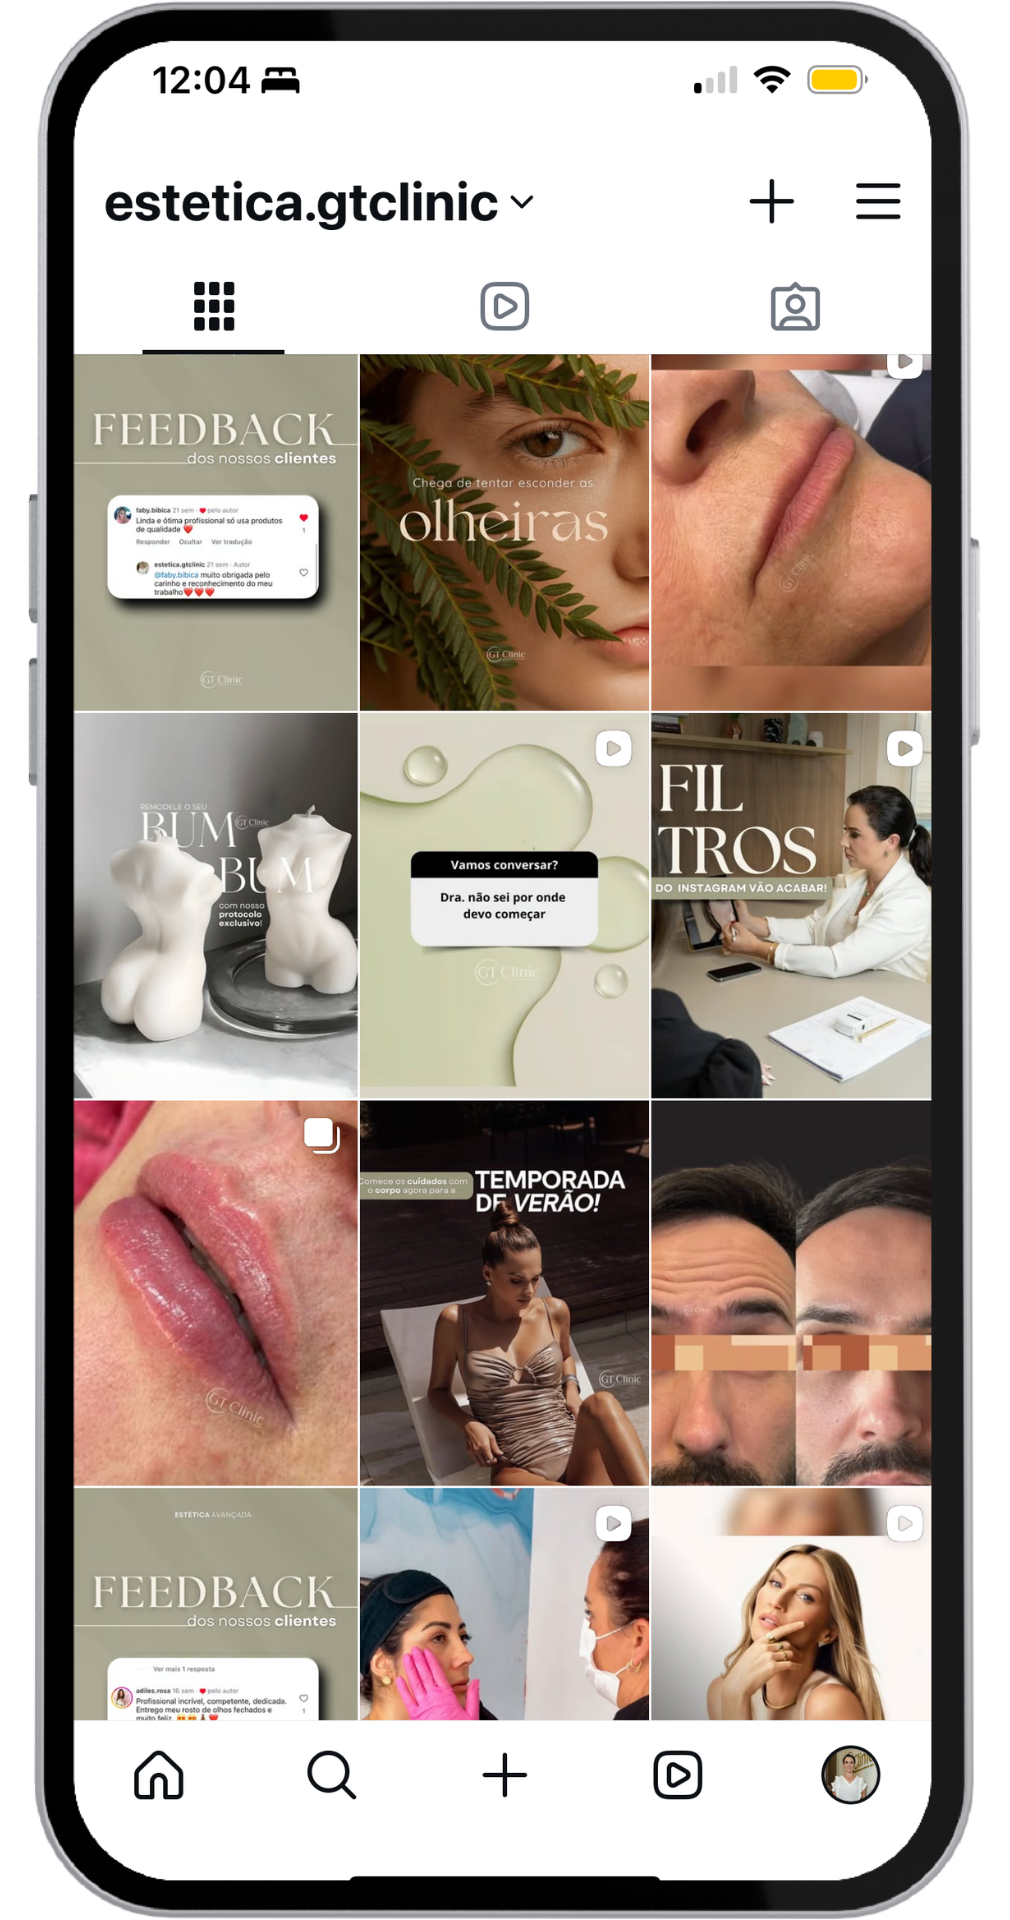 12:04
estetica.gtclinic
FEEDBACK
dos nossos clientes
faby.bibica 21 sem · ❤ pelo autor
Linda e ótima profissional só usa produtos
de qualidade ❤
1
Responder Ocultar Ver tradução
estetica.gtclinic 21 sem · Autor
@faby.bibica muito obrigada pelo
carinho e reconhecimento do meu
trabalho❤❤❤
GT Clinic
Chega de tentar esconder as
olheiras
GT Clinic
GT Clinic
REMODELE O SEU
BUM
GT Clinic
BUM
com nosso
protocolo
exclusivo!
Vamos conversar?
Dra. não sei por onde
devo começar
GT Clinic
FIL
TROS
DO INSTAGRAM VÃO ACABAR!
GT Clinic
Comece os cuidados com
o corpo agora para a
TEMPORADA
DE VERÃO!
GT Clinic
GT Clinic
GT Clinic
ESTÉTICA AVANÇADA
FEEDBACK
dos nossos clientes
Ver mais 1 resposta
adiles.rosa 16 sem · ❤ pelo autor
Profissional incrível, competente, dedicada.
1
Entrego meu rosto de olhos fechados e
muito feliz